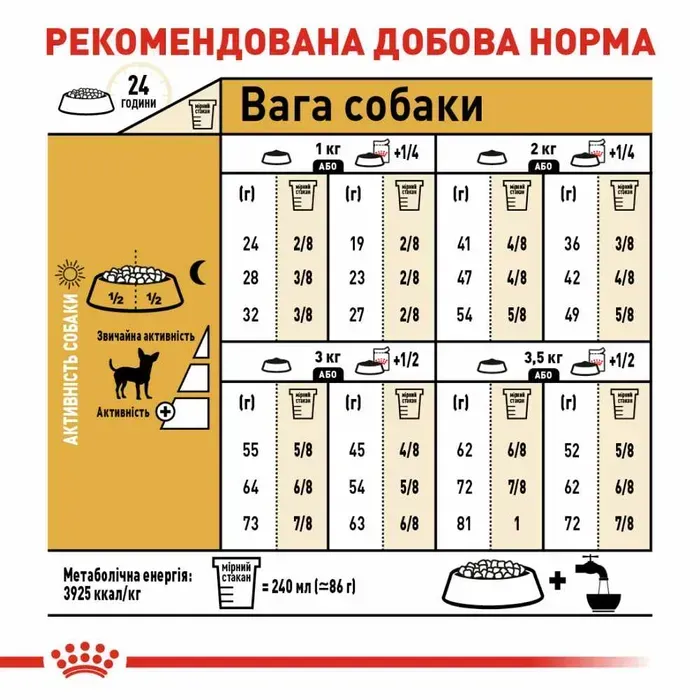 РЕКОМЕНДОВАНА ДОБОВА НОРМА
24
ГОДИНИ
мірний стакан
Вага собаки
1 кг +1/4 2 кг +1/4
АБО АБО
(г) мірний стакан (г) мірний стакан (г) мірний стакан (г) мірний стакан
24 2/8 19 2/8 41 4/8 36 3/8
28 3/8 23 2/8 47 4/8 42 4/8
32 3/8 27 2/8 54 5/8 49 5/8
АКТИВНІСТЬ СОБАКИ
1/2 1/2
Звичайна активність
Активність +
3 кг +1/2 3,5 кг +1/2
АБО АБО
(г) мірний стакан (г) мірний стакан (г) мірний стакан (г) мірний стакан
55 5/8 45 4/8 62 6/8 52 5/8
64 6/8 54 5/8 72 7/8 62 6/8
73 7/8 63 6/8 81 1 72 7/8
Метаболічна енергія:
3925 ккал/кг
мірний
стакан
= 240 мл (≃86 г)
+